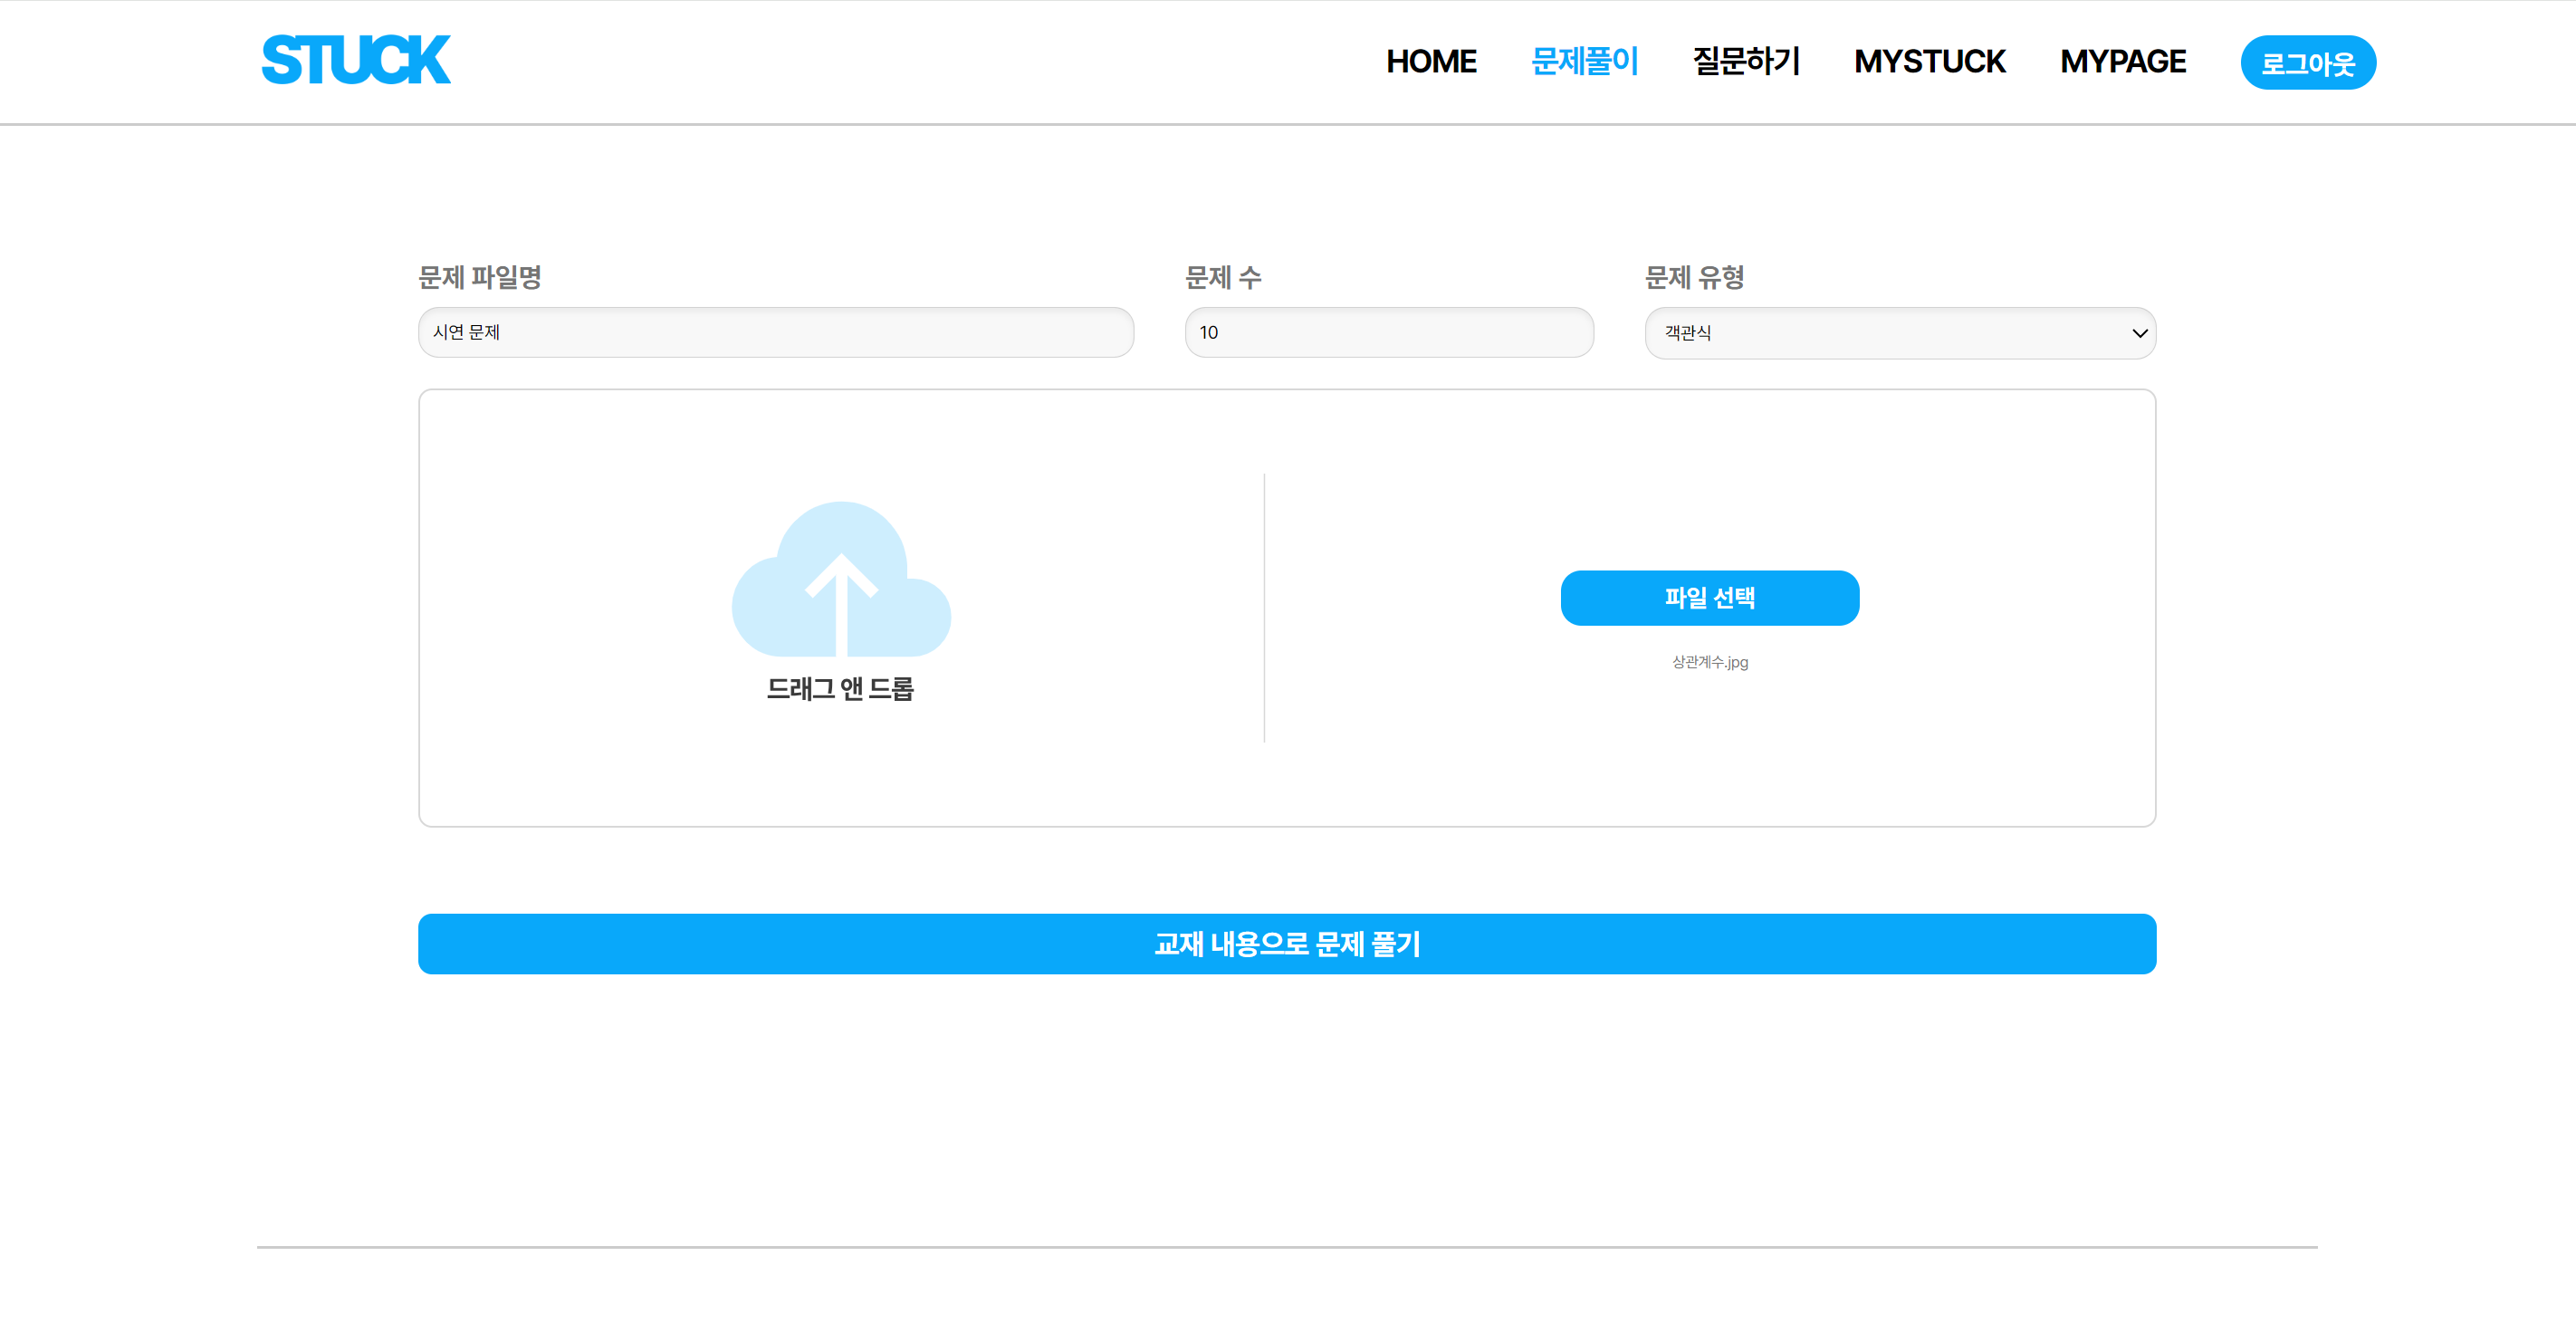 STUCK
HOME 문제풀이 질문하기 MYSTUCK MYPAGE 로그아웃
문제 파일명 문제 수 문제 유형
시연 문제 10 객관식
파일 선택
상관계수.jpg
드래그 앤 드롭
교재 내용으로 문제 풀기